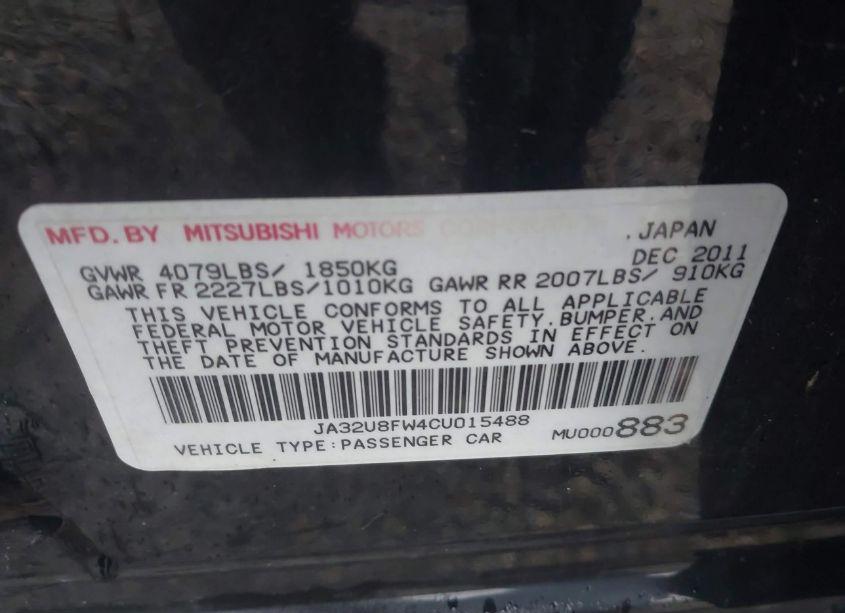 MFD. BY MITSUBISHI MOTORS CORPORATION, JAPAN
GVWR 4079LBS/ 1850KG DEC 2011
GAWR FR 2227LBS/1010KG GAWR RR 2007LBS/ 910KG
THIS VEHICLE CONFORMS TO ALL APPLICABLE
FEDERAL MOTOR VEHICLE SAFETY, BUMPER, AND
THEFT PREVENTION STANDARDS IN EFFECT ON
THE DATE OF MANUFACTURE SHOWN ABOVE.
JA32U8FW4CU015488
VEHICLE TYPE:PASSENGER CAR MU000883